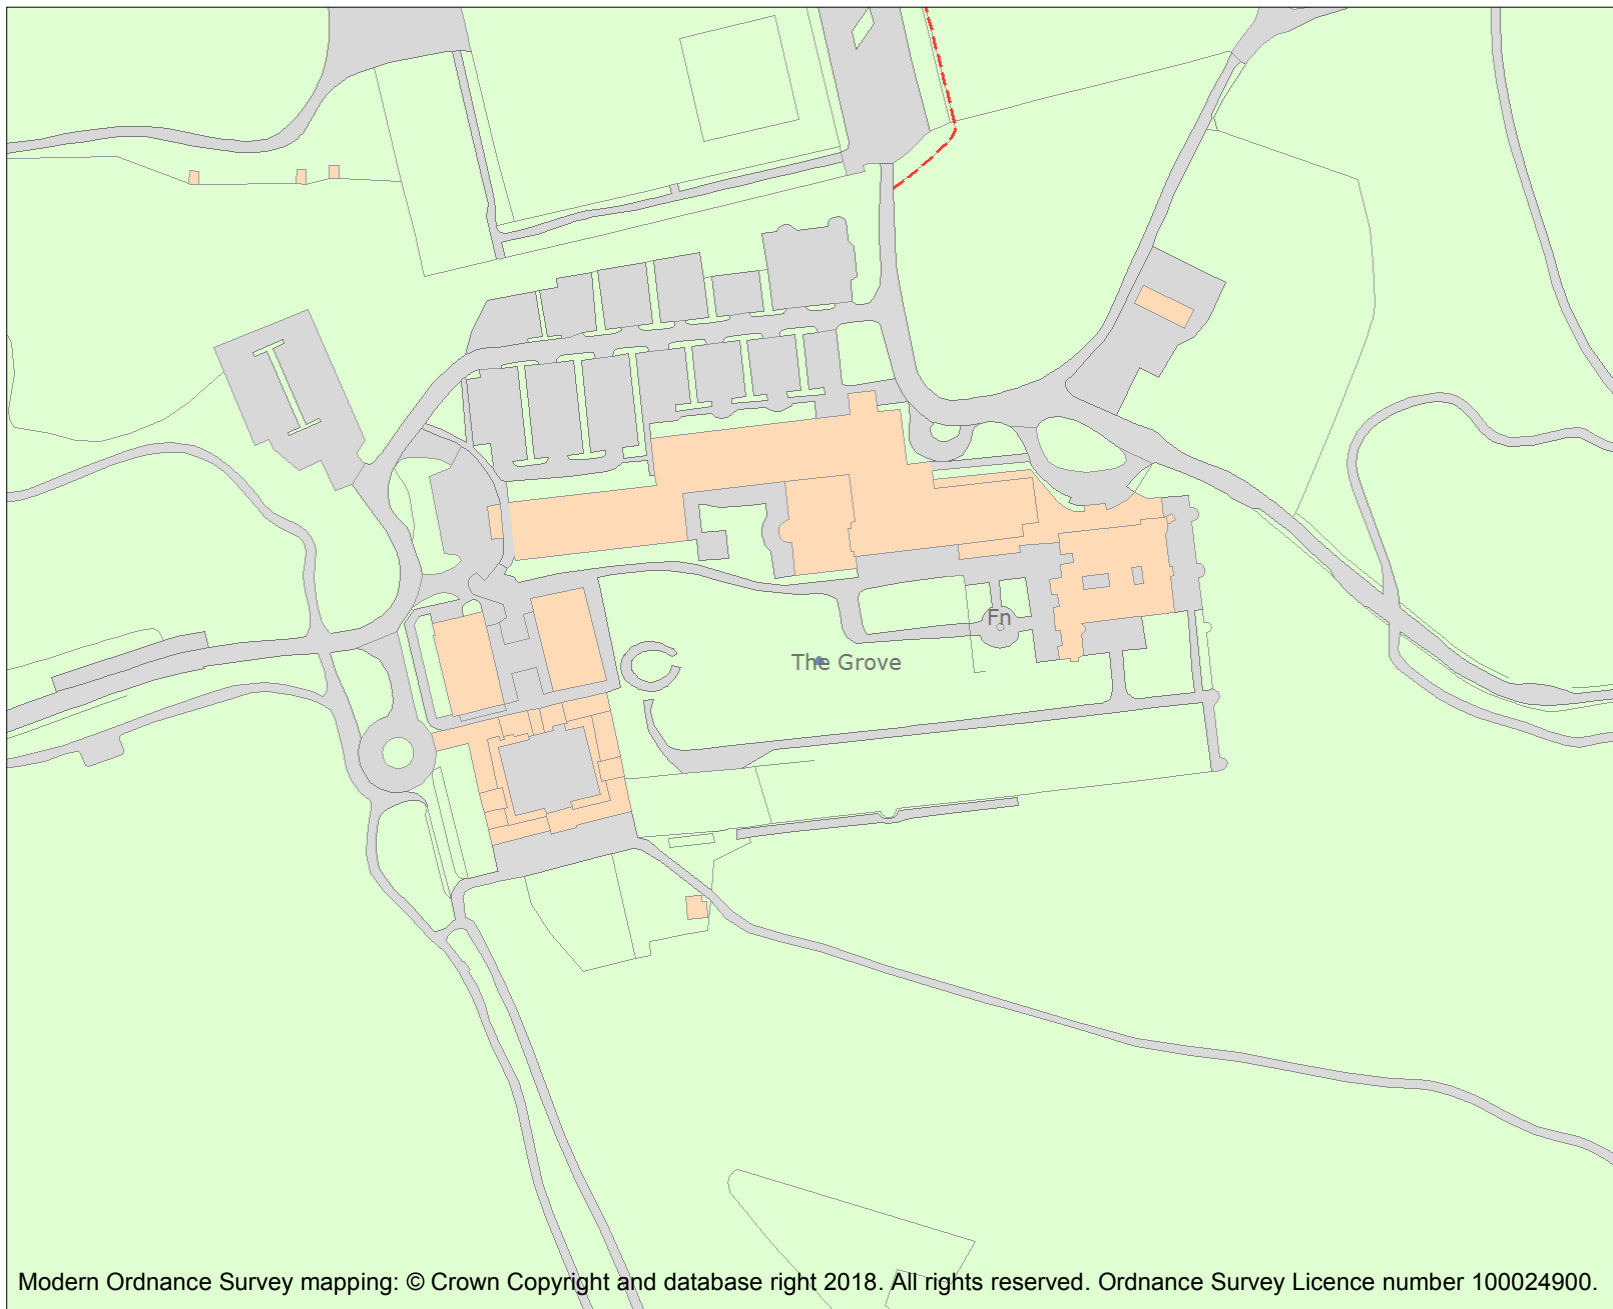 Fn
The Grove
Modern Ordnance Survey mapping: © Crown Copyright and database right 2018. All rights reserved. Ordnance Survey Licence number 100024900.